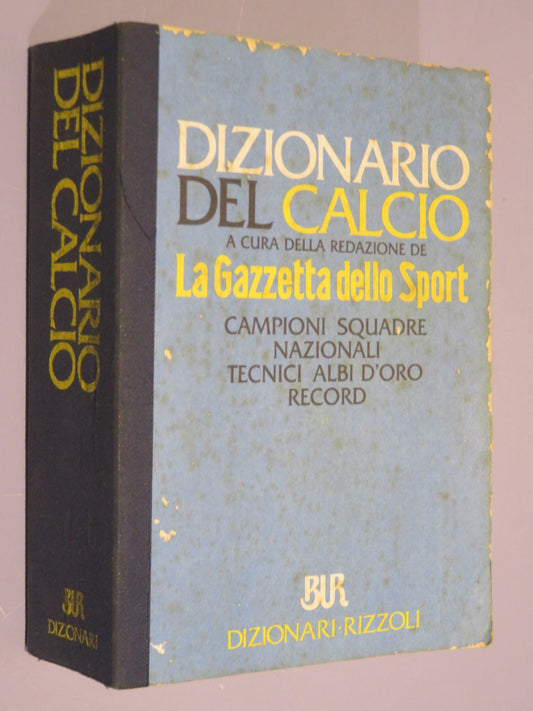 DIZIONARIO
DEL CALCIO
DIZIONARIO
DEL CALCIO
A CURA DELLA REDAZIONE DE
La Gazzetta dello Sport
CAMPIONI SQUADRE
NAZIONALI
TECNICI ALBI D'ORO
RECORD
BUR
DIZIONARI·RIZZOLI
BUR
DIZIONARI